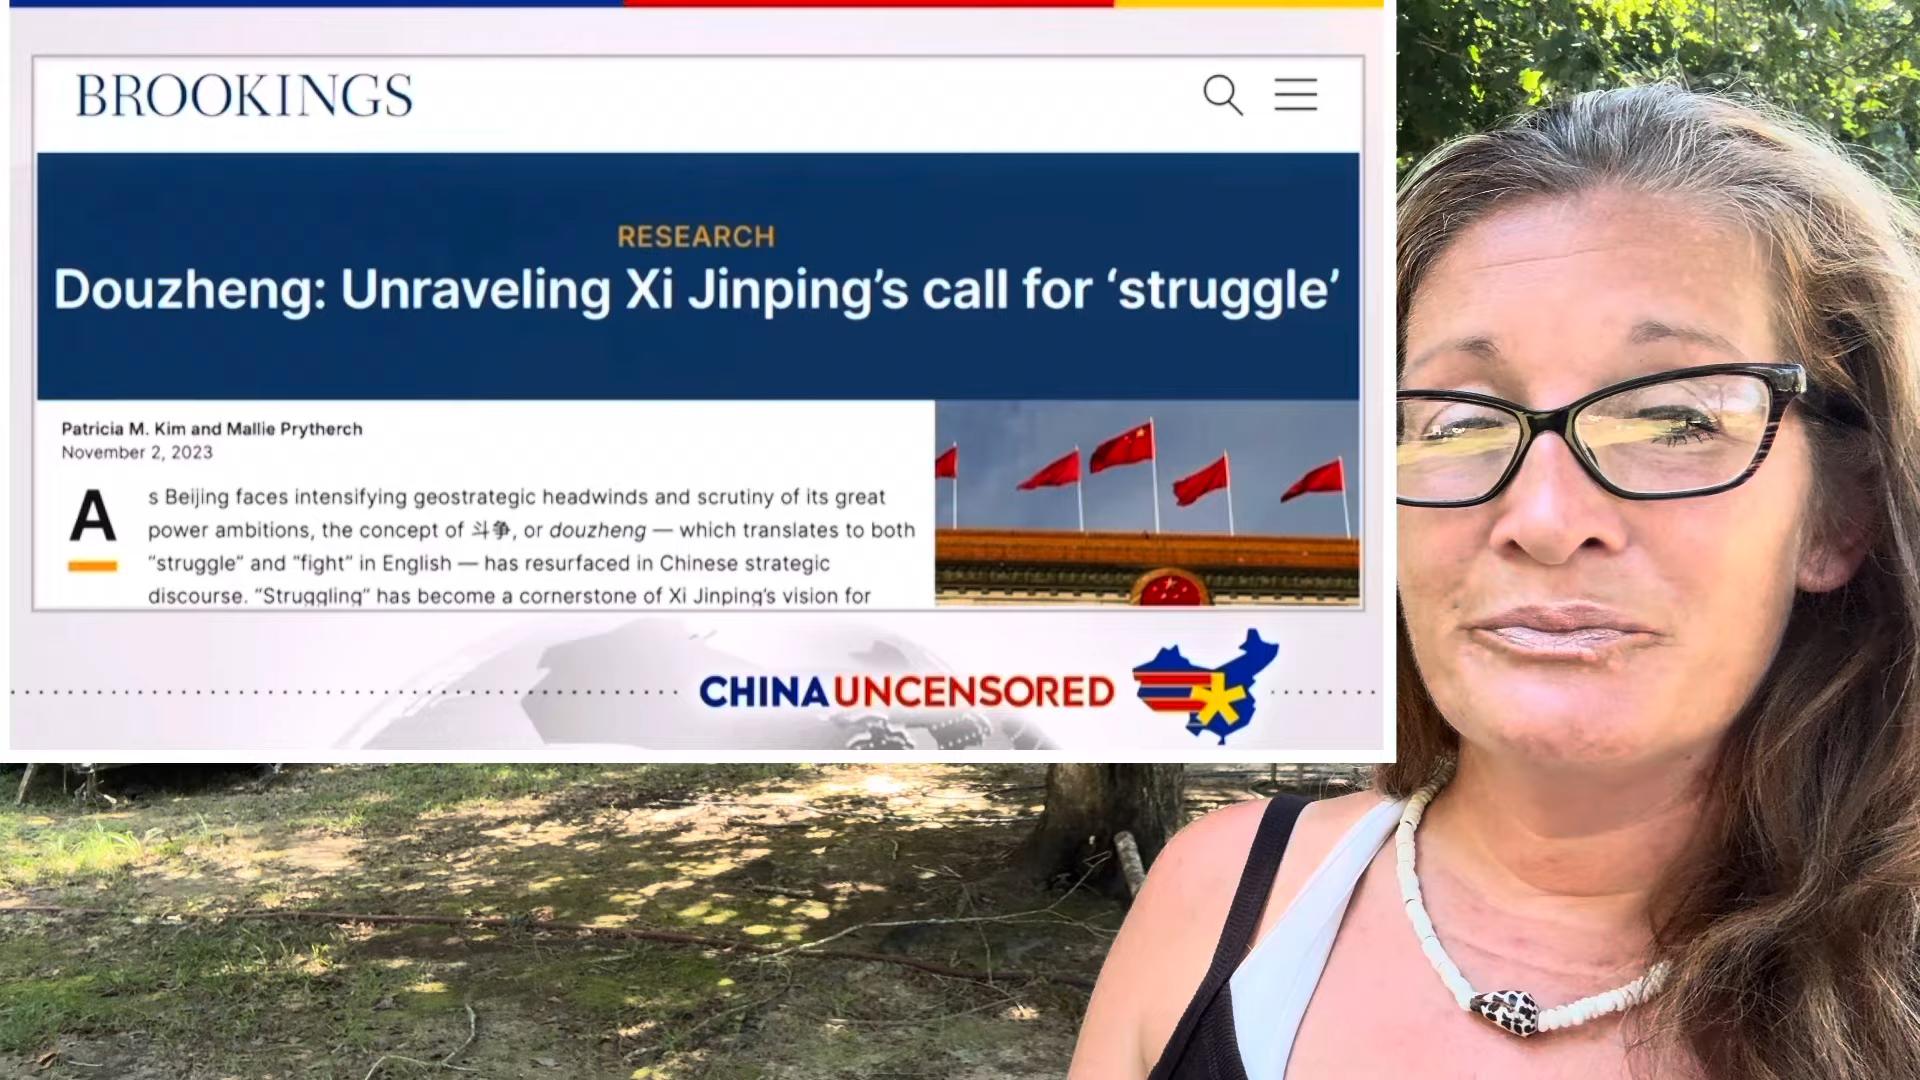 BROOKINGS
RESEARCH
Douzheng: Unraveling Xi Jinping’s call for ‘struggle’
Patricia M. Kim and Mallie Prytherch
November 2, 2023
As Beijing faces intensifying geostrategic headwinds and scrutiny of its great
power ambitions, the concept of 斗争, or douzheng — which translates to both
“struggle” and “fight” in English — has resurfaced in Chinese strategic
discourse. “Struggling” has become a cornerstone of Xi Jinping’s vision for
CHINA UNCENSORED